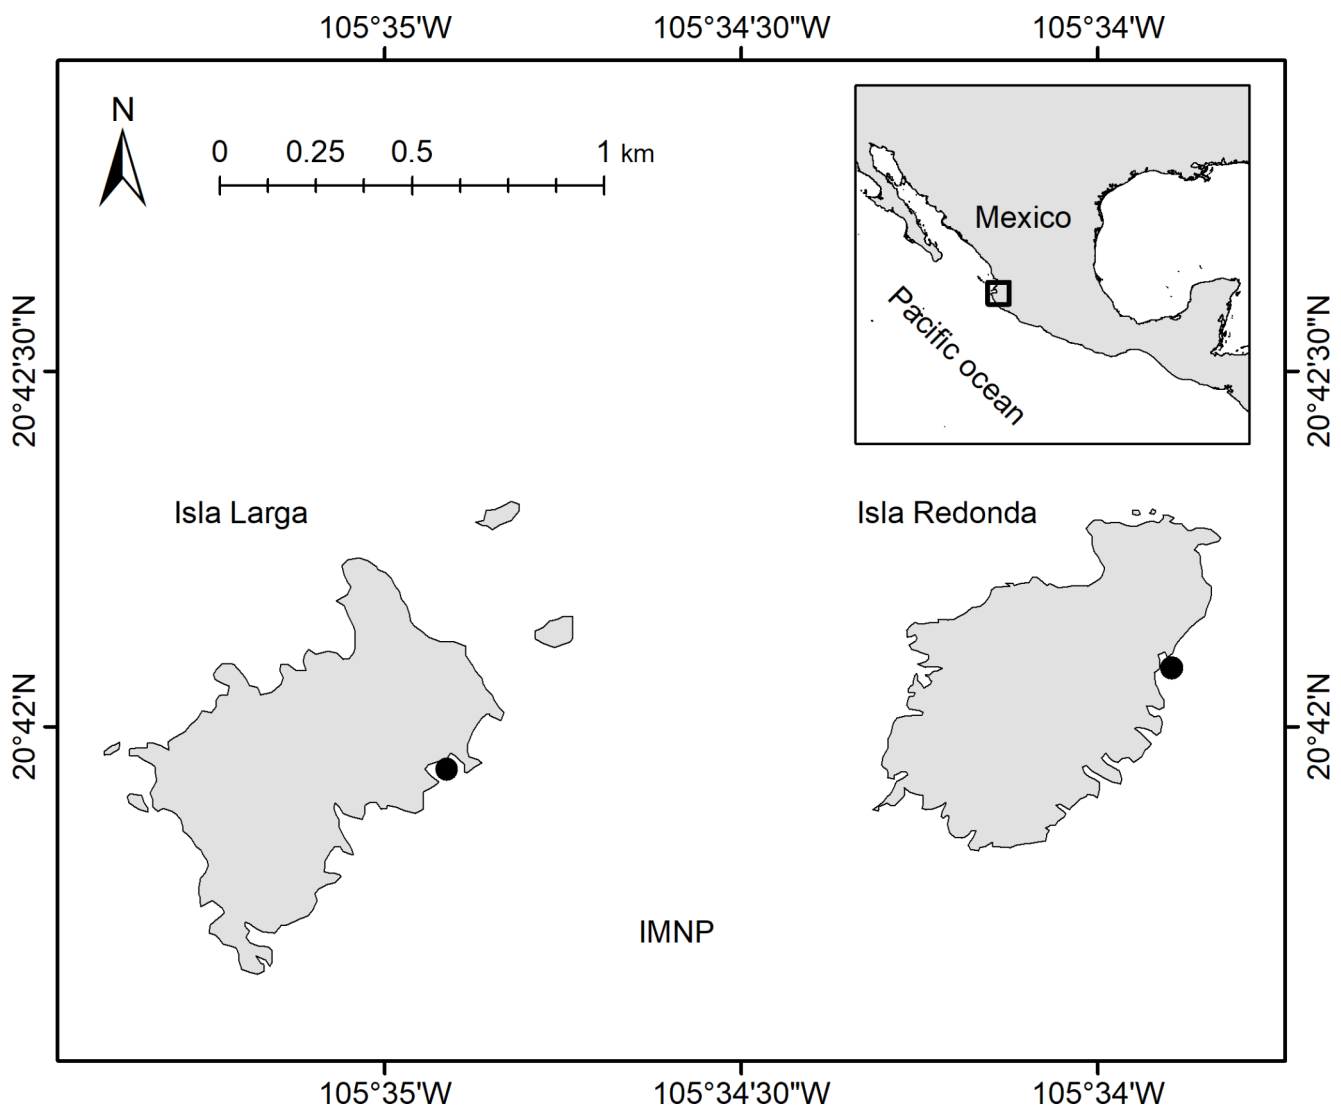 105°35'W 105°34'30"W 105°34'W
N
0 0.25 0.5 1 km
Mexico
Pacific ocean
20°42'30"N 20°42'30"N
Isla Larga Isla Redonda
20°42'N 20°42'N
IMNP
105°35'W 105°34'30"W 105°34'W